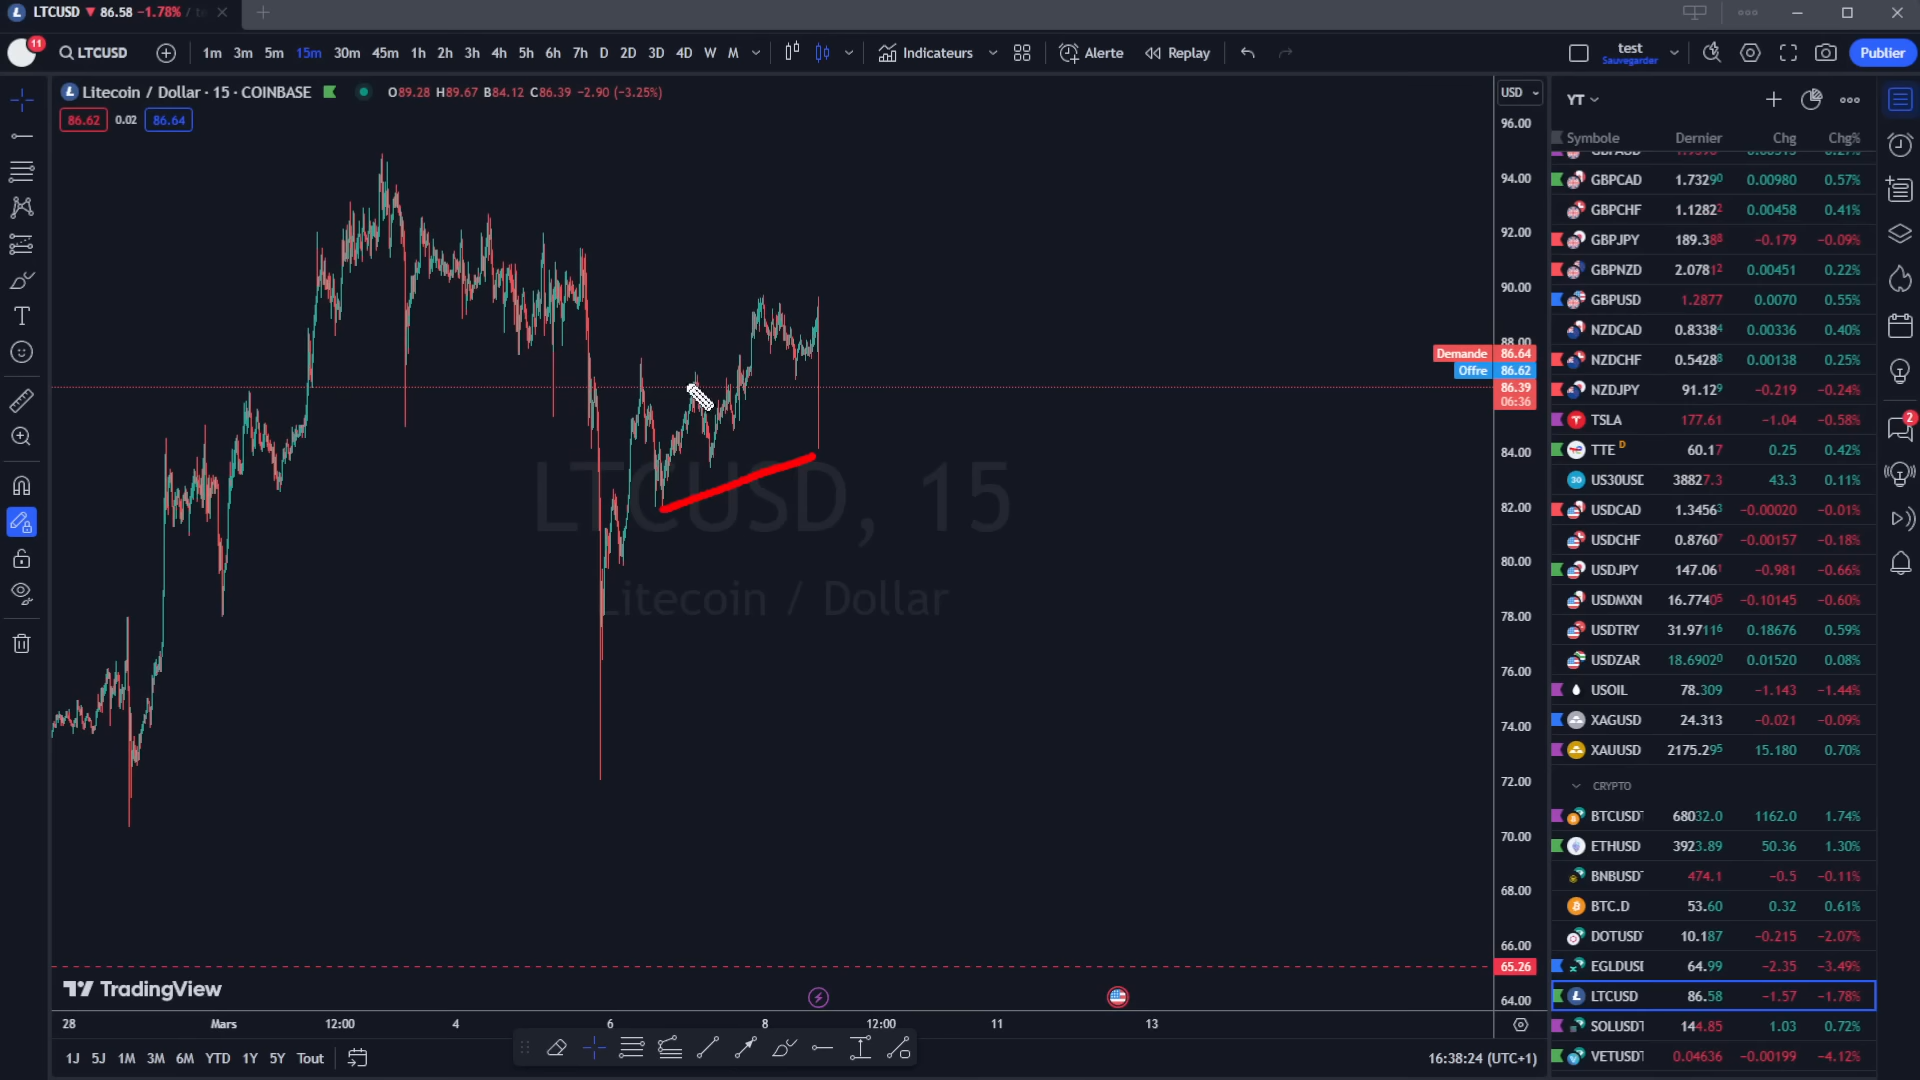 LTCUSD ▼ 86.58 −1.78% /
11
LTCUSD
1m 3m 5m 15m 30m 45m 1h 2h 3h 4h 5h 6h 7h D 2D 3D 4D W M
Indicateurs
Alerte
Replay
test
Sauvegarder
Publier
Litecoin / Dollar · 15 · COINBASE
O89.28 H89.67 B84.12 C86.39 −2.90 (−3.25%)
86.62 0.02 86.64
USD
96.00
94.00
92.00
90.00
88.00
Demande 86.64
Offre 86.62
86.39
06:36
84.00
82.00
80.00
78.00
76.00
74.00
72.00
70.00
68.00
66.00
65.26
64.00
LTCUSD, 15
Litecoin / Dollar
TradingView
28 Mars 12:00 4 6 8 12:00 11 13
1J 5J 1M 3M 6M YTD 1Y 5Y Tout
16:38:24 (UTC+1)
YT
Symbole Dernier Chg Chg%
GBPCAD 1.73290 0.00980 0.57%
GBPCHF 1.12822 0.00458 0.41%
GBPJPY 189.388 −0.179 −0.09%
GBPNZD 2.07812 0.00451 0.22%
GBPUSD 1.2877 0.0070 0.55%
NZDCAD 0.83384 0.00336 0.40%
NZDCHF 0.54288 0.00138 0.25%
NZDJPY 91.129 −0.219 −0.24%
TSLA 177.61 −1.04 −0.58%
TTE D 60.17 0.25 0.42%
US30USD 38827.3 43.3 0.11%
USDCAD 1.34563 −0.00020 −0.01%
USDCHF 0.87607 −0.00157 −0.18%
USDJPY 147.061 −0.981 −0.66%
USDMXN 16.77405 −0.10145 −0.60%
USDTRY 31.97116 0.18676 0.59%
USDZAR 18.69020 0.01520 0.08%
USOIL 78.309 −1.143 −1.44%
XAGUSD 24.313 −0.021 −0.09%
XAUUSD 2175.295 15.180 0.70%
CRYPTO
BTCUSDT 68032.0 1162.0 1.74%
ETHUSD 3923.89 50.36 1.30%
BNBUSDT 474.1 −0.5 −0.11%
BTC.D 53.60 0.32 0.61%
DOTUSDT 10.187 −0.215 −2.07%
EGLDUSD 64.99 −2.35 −3.49%
LTCUSD 86.58 −1.57 −1.78%
SOLUSDT 144.85 1.03 0.72%
VETUSDT 0.04636 −0.00199 −4.12%
2